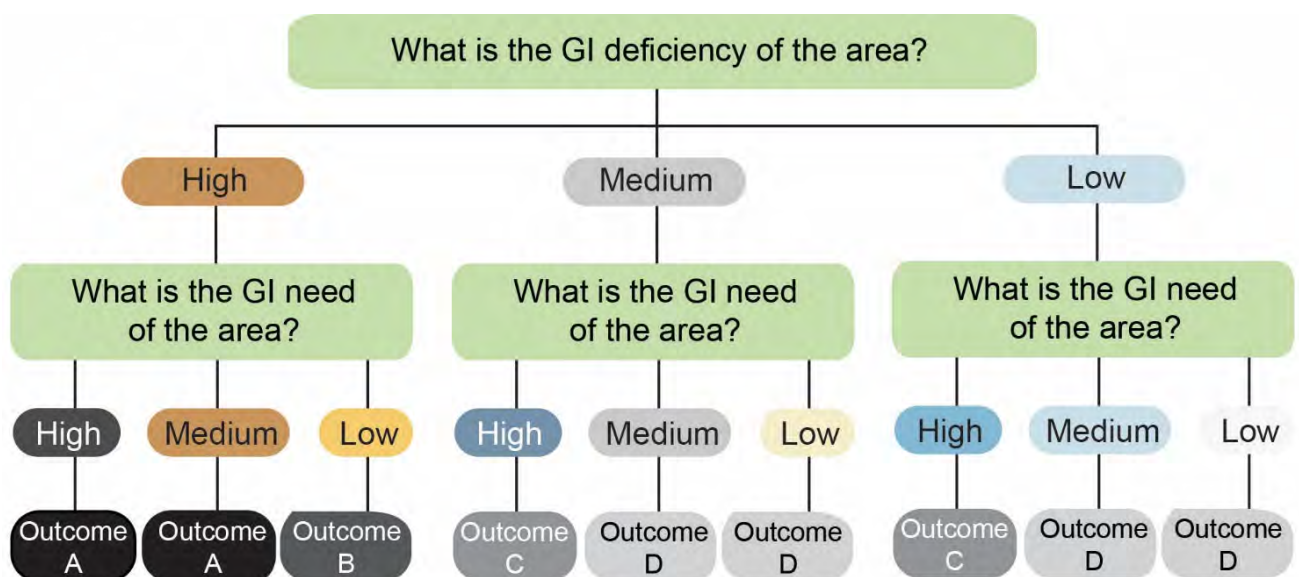 What is the GI deficiency of the area?
High
Medium
Low
What is the GI need
of the area?
What is the GI need
of the area?
What is the GI need
of the area?
High
Medium
Low
High
Medium
Low
High
Medium
Low
Outcome
A
Outcome
A
Outcome
B
Outcome
C
Outcome
D
Outcome
D
Outcome
C
Outcome
D
Outcome
D